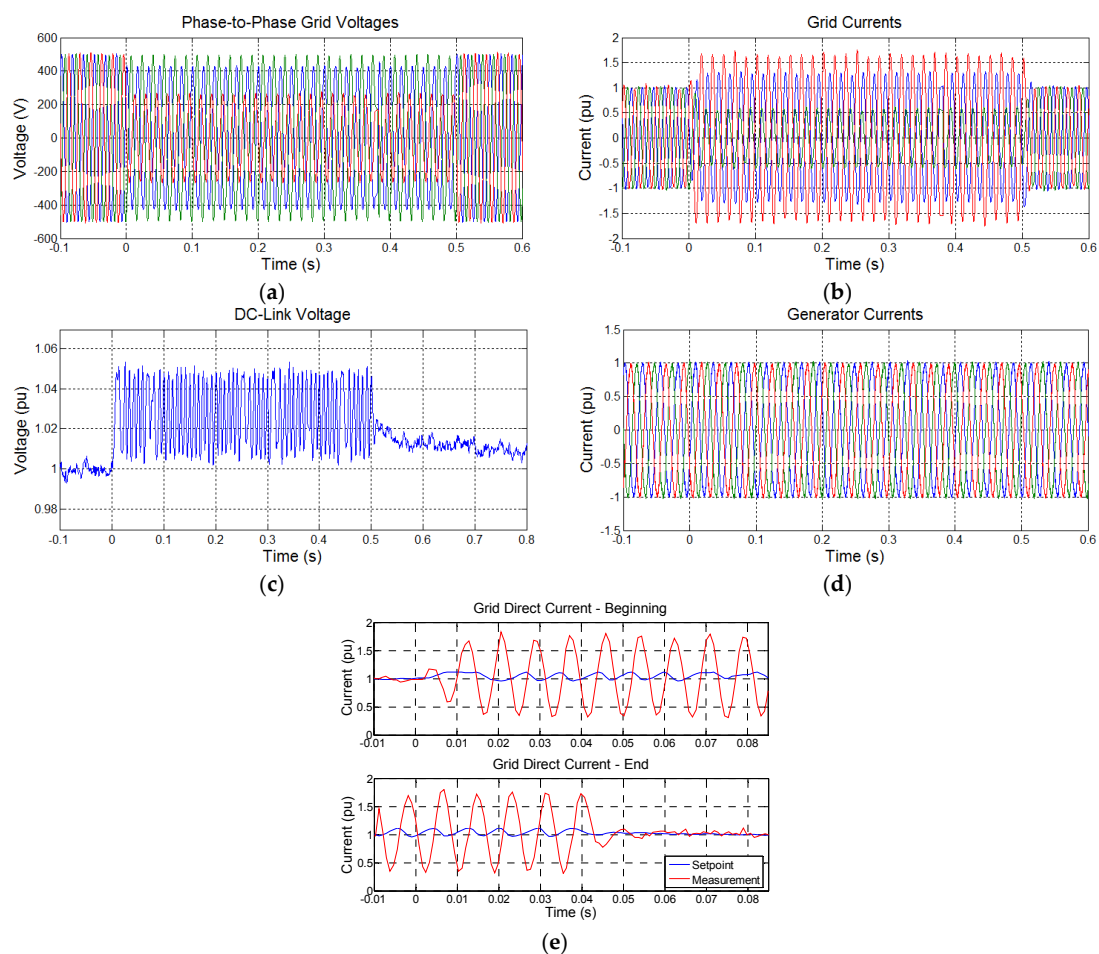 Phase-to-Phase Grid Voltages
Voltage (V)
600
400
200
0
-200
-400
-600
-0.1 0 0.1 0.2 0.3 0.4 0.5 0.6
Time (s)
(a)
Grid Currents
Current (pu)
2
1.5
1
0.5
0
-0.5
-1
-1.5
2
-0.1 0 0.1 0.2 0.3 0.4 0.5 0.6
Time (s)
(b)
DC-Link Voltage
Voltage (pu)
1.06
1.04
1.02
1
0.98
-0.1 0 0.1 0.2 0.3 0.4 0.5 0.6 0.7 0.8
Time (s)
(c)
Generator Currents
Current (pu)
1.5
1
0.5
0
-0.5
-1
-1.5
-0.1 0 0.1 0.2 0.3 0.4 0.5 0.6
Time (s)
(d)
Grid Direct Current - Beginning
Current (pu)
2
1.5
1
0.5
0
-0.01 0 0.01 0.02 0.03 0.04 0.05 0.06 0.07 0.08
Grid Direct Current - End
Current (pu)
2
1.5
1
0.5
0
Setpoint
Measurement
-0.01 0 0.01 0.02 0.03 0.04 0.05 0.06 0.07 0.08
Time (s)
(e)